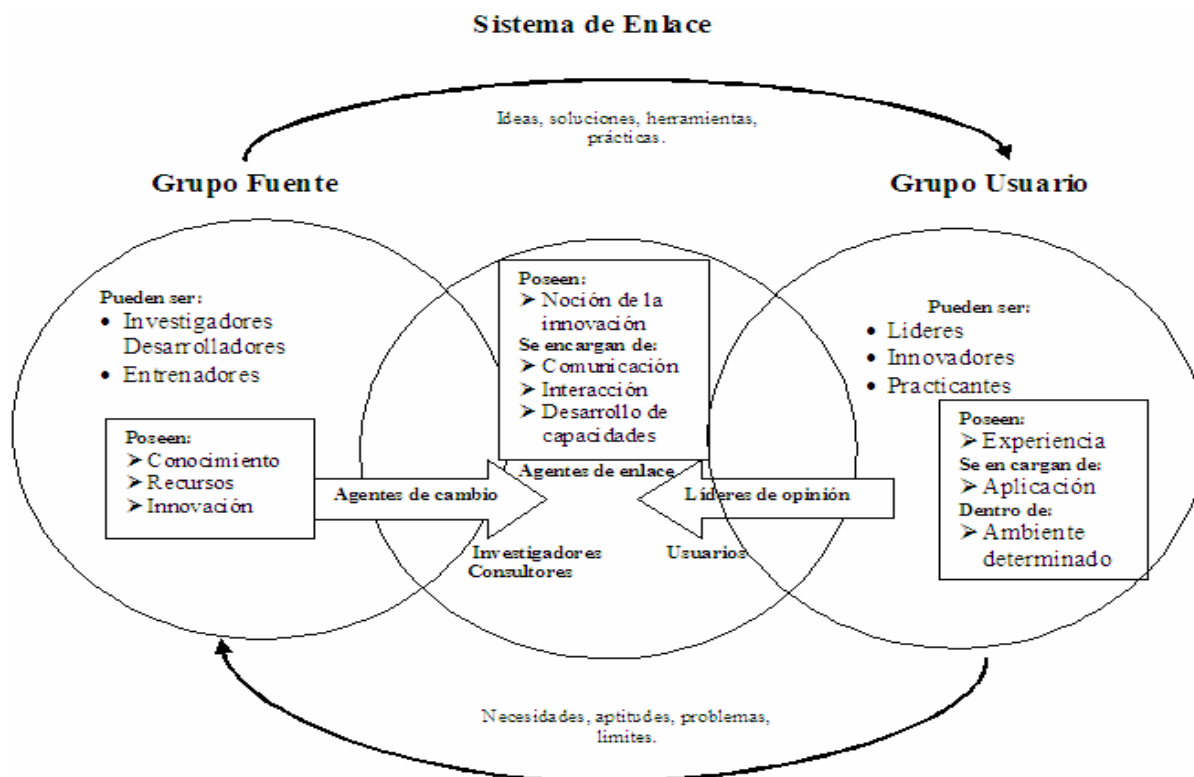 Sistema de Enlace
Ideas, soluciones, herramientas,
prácticas.
Grupo Fuente
Grupo Usuario
Pueden ser:
• Investigadores
Desarrolladores
• Entrenadores
Poseen:
➢ Conocimiento
➢ Recursos
➢ Innovación
Agentes de cambio
Poseen:
➢ Noción de la
innovación
Se encargan de:
➢ Comunicación
➢ Interacción
➢ Desarrollo de
capacidades
Agentes de enlace
Investigadores
Consultores
Usuarios
Líderes de opinión
Pueden ser:
• Líderes
• Innovadores
• Practicantes
Poseen:
➢ Experiencia
Se en cargan de:
➢ Aplicación
Dentro de:
➢ Ambiente
determinado
Necesidades, aptitudes, problemas,
limites.